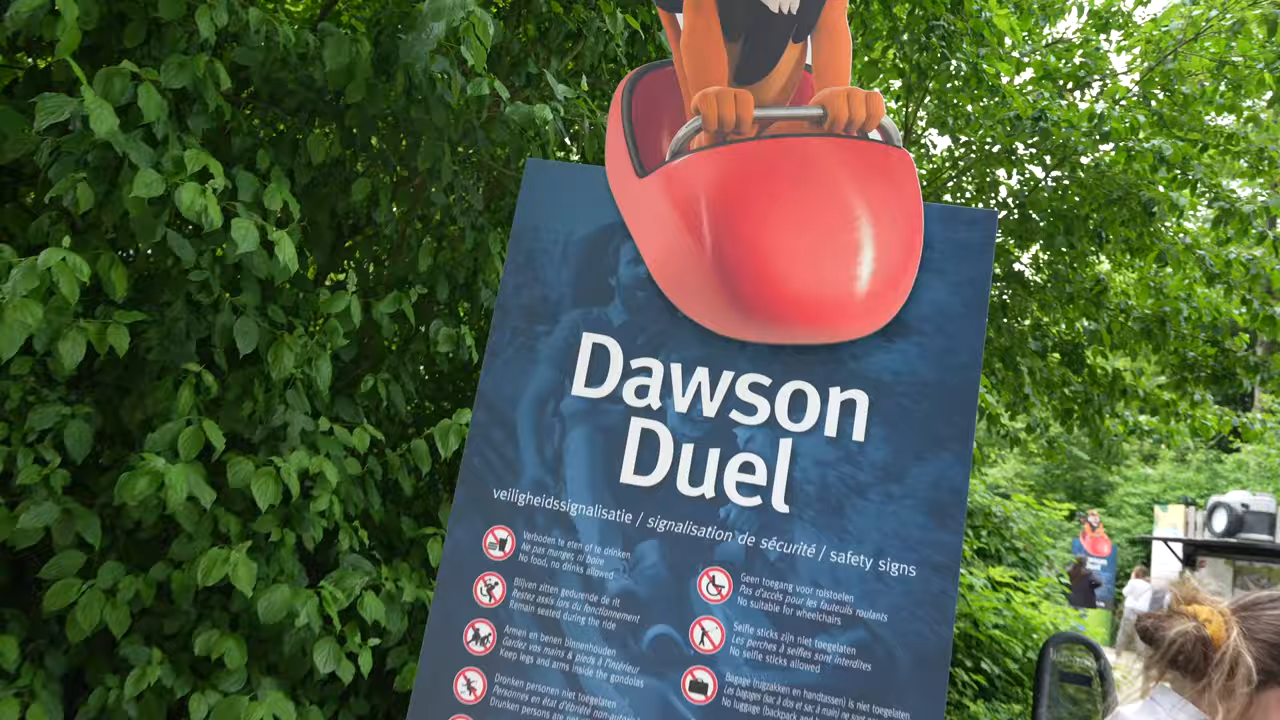 Dawson
Duel
veiligheidssignalisatie / signalisation de sécurité / safety signs
Verboden te eten of te drinken
Ne pas manger, ni boire
No food, no drinks allowed
Blijven zitten gedurende de rit
Restez assis lors du fonctionnement
Remain seated during the ride
Armen en benen binnenhouden
Gardez vos mains & pieds à l'intérieur
Keep legs and arms inside the gondolas
Dronken personen niet toegelaten
Personnes en état d'ébriété
Drunken persons
Geen toegang voor rolstoelen
Pas d'accès pour les fauteuils roulants
No suitable for wheelchairs
Selfie sticks zijn niet toegelaten
Les perches à selfies sont interdites
No selfie sticks allowed
Bagage (rugzakken en handtassen) is niet toegelaten
Les bagages (sac à dos et sac à main) ne sont
No luggage (backpack and
Dawson
Duel